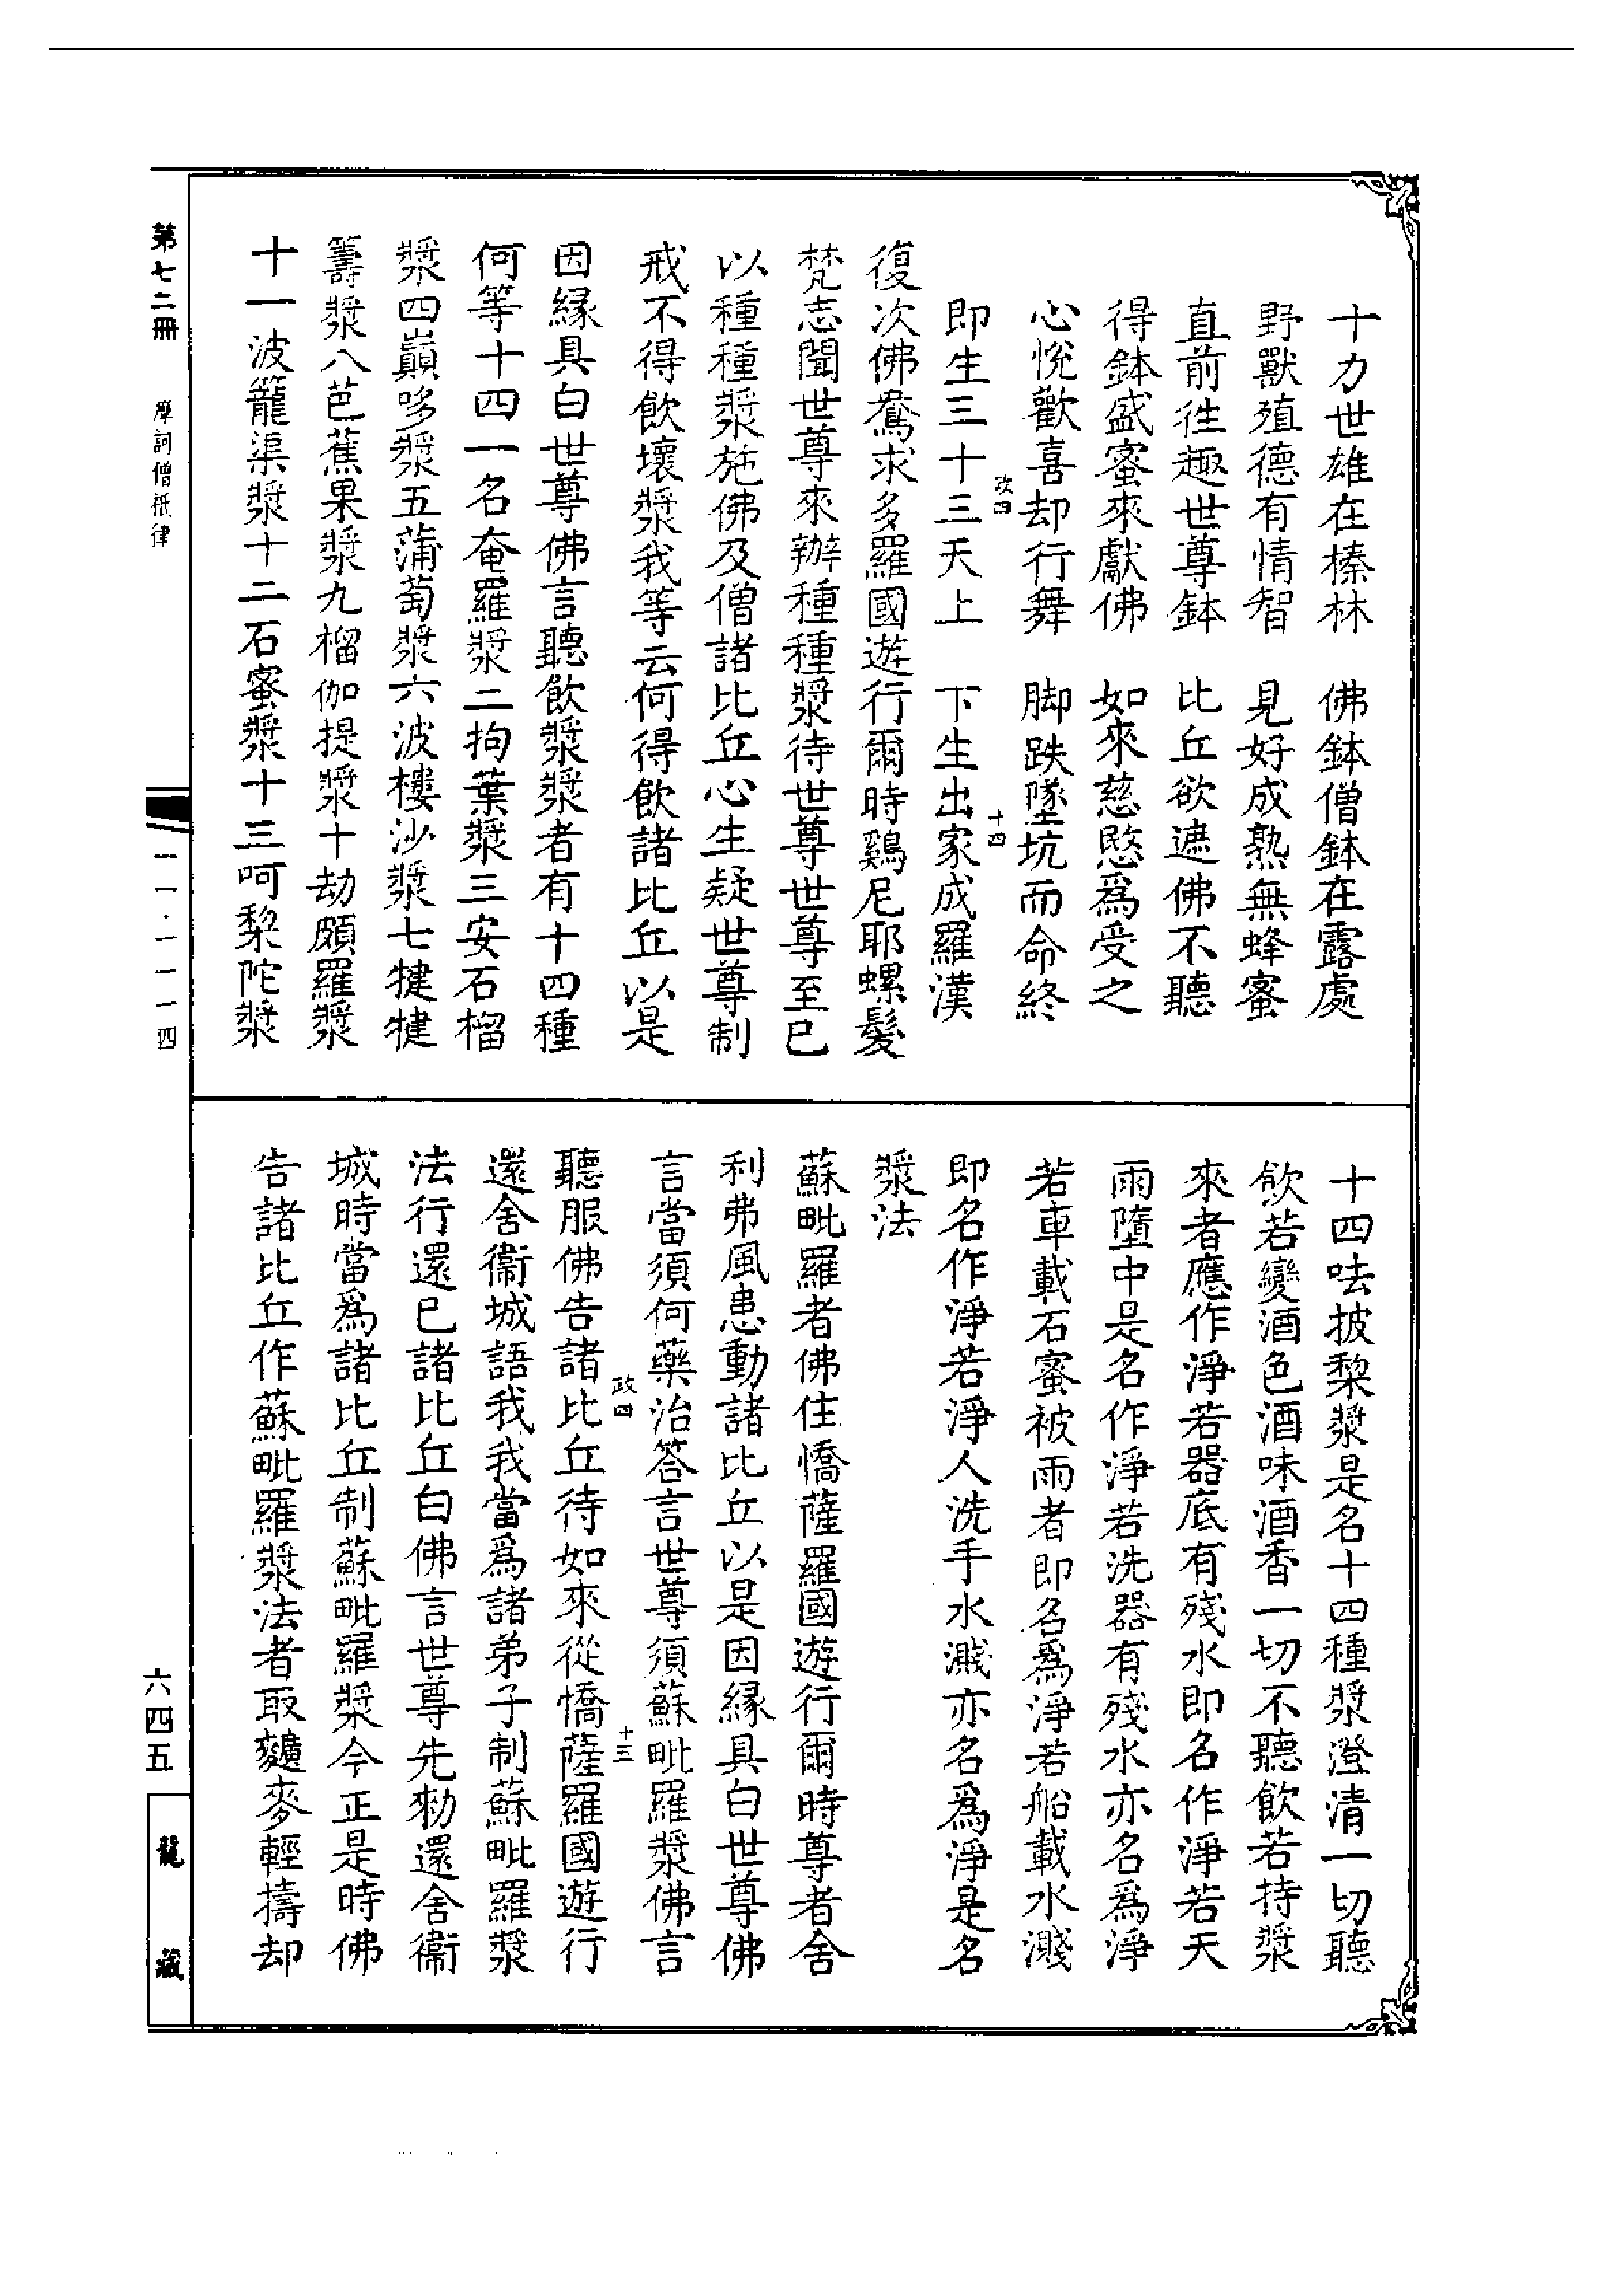 十力世雄在榛林　佛鉢僧鉢在露處
野獸殖德有情智　見好成熟無蜂蜜
直前徃趣世尊鉢　比丘欲遮佛不聽
得鉢盛蜜來獻佛　如來慈愍爲受之
心悅歡喜却行舞　脚跌墜坑而命終
政四　十四
即生三十三天上　下生出家成羅漢
復次佛鴦求多羅國遊行爾時鷄尼耶螺髮
梵志聞世尊來辦種種漿待世尊世尊至已
以種種漿施佛及僧諸比丘心生疑世尊制
戒不得飲壞漿我等云何得飲諸比丘以是
因緣具白世尊佛言聽飲漿漿者有十四種
何等十四一名奄羅漿二拘葉漿三安石榴
漿四巔哆漿五蒲萄漿六波樓沙漿七揵揵
籌漿八芭蕉果漿九榴伽提漿十劫頗羅漿
十一波籠渠漿十二石蜜漿十三呵梨陀漿
十四呿披梨漿是名十四種漿澄清一切聽
飲若變酒色酒味酒香一切不聽飲若持漿
來者應作淨若器底有殘水即名作淨若天
雨墮中是名作淨若洗器有殘水亦名爲淨
若車載石蜜被雨者即名爲淨若船載水濺
即名作淨若淨人洗手水濺亦名爲淨是名
漿法
蘇毗羅者佛住憍薩羅國遊行爾時尊者舍
利弗風患動諸比丘以是因緣具白世尊佛
言當須何藥治答言世尊須蘇毗羅漿佛言
政四　十五
聽服佛告諸比丘待如來從憍薩羅國遊行
還舍衞城語我我當爲諸弟子制蘇毗羅漿
法行還已諸比丘白佛言世尊先勑還舍衞
城時當爲諸比丘制蘇毗羅漿今正是時佛
告諸比丘作蘇毗羅漿法者取䵃麥輕擣却
第七二冊　摩訶僧祇律
一一·一一一四
六四五
龍藏